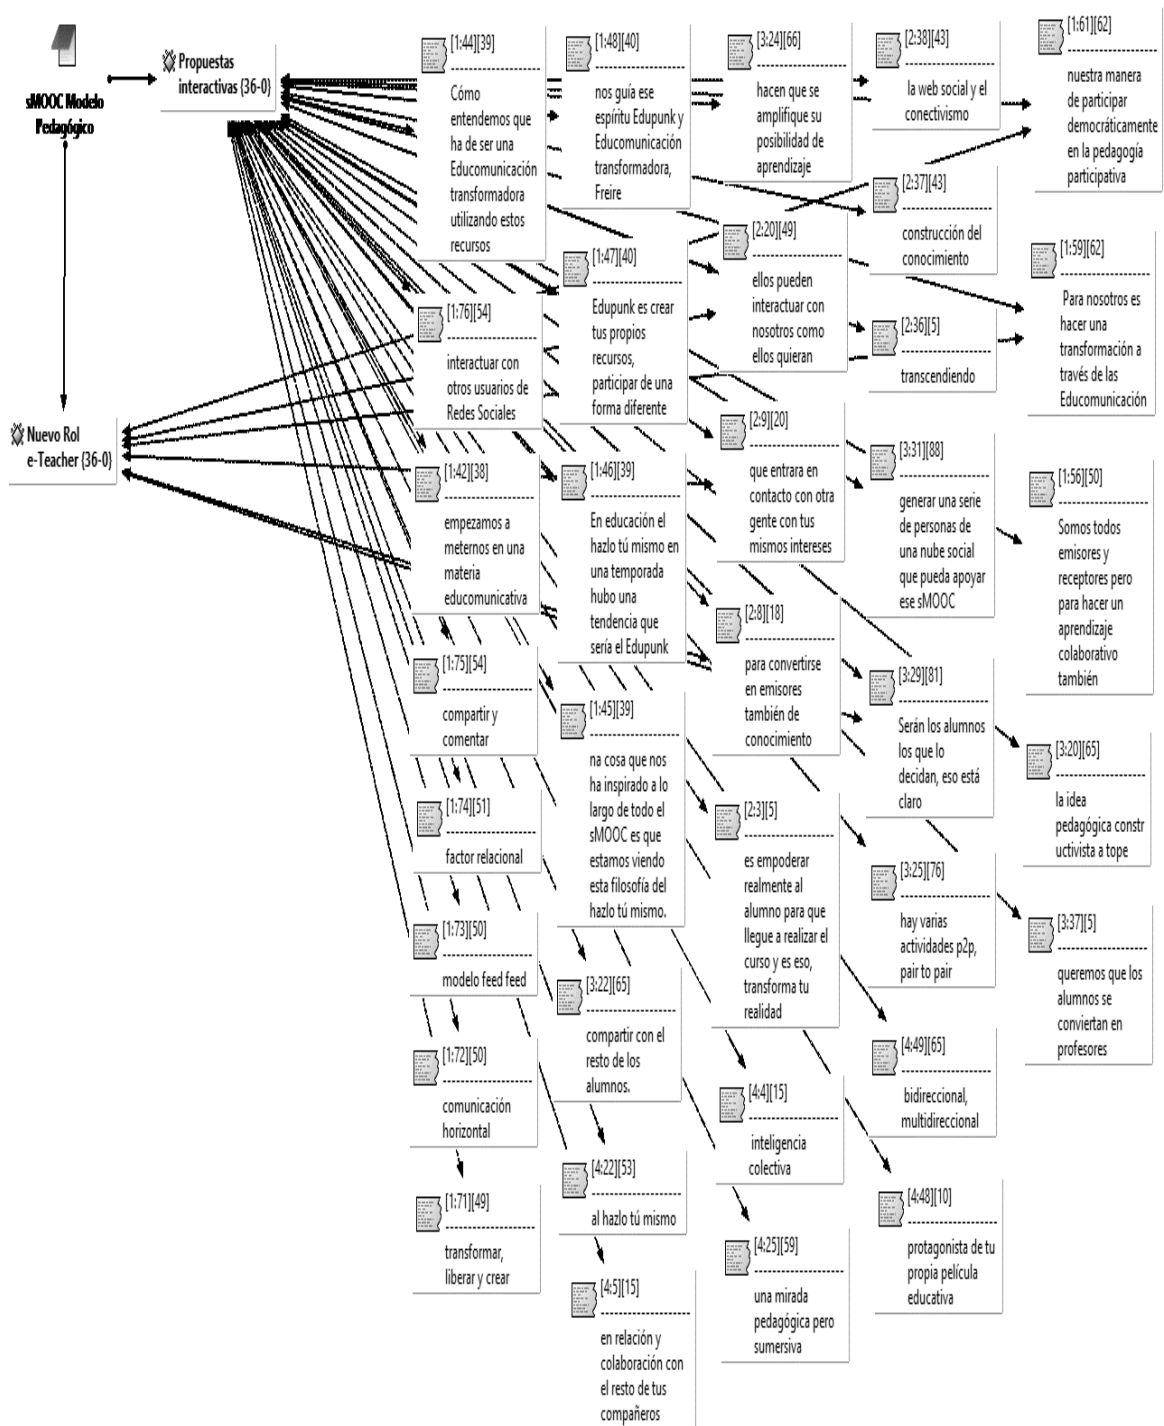 sMOOC Modelo
Pedagógico
Propuestas
interactivas {36-0}
Nuevo Rol
e-Teacher {36-0}
[1:44][39]
Cómo
entendemos que
ha de ser una
Educomunicación
transformadora
utilizando estos
recursos
[1:76][54]
interactuar con
otros usuarios de
Redes Sociales
[1:42][38]
empezamos a
meternos en una
materia
educomunicativa
[1:75][54]
compartir y
comentar
[1:74][51]
factor relacional
[1:73][50]
modelo feed feed
[1:72][50]
comunicación
horizontal
[1:71][49]
transformar,
liberar y crear
[1:48][40]
nos guía ese
espíritu Edupunk y
Educomunicación
transformadora,
Freire
[1:47][40]
Edupunk es crear
tus propios
recursos,
participar de una
forma diferente
[1:46][39]
En educación el
hazlo tú mismo en
una temporada
hubo una
tendencia que
sería el Edupunk
[1:45][39]
na cosa que nos
ha inspirado a lo
largo de todo el
sMOOC es que
estamos viendo
esta filosofía del
hazlo tú mismo.
[3:22][65]
compartir con el
resto de los
alumnos.
[4:22][53]
al hazlo tú mismo
[4:5][15]
en relación y
colaboración con
el resto de tus
compañeros
[3:24][66]
hacen que se
amplifique su
posibilidad de
aprendizaje
[2:20][49]
ellos pueden
interactuar con
nosotros como
ellos quieran
[2:9][20]
que entrara en
contacto con otra
gente con tus
mismos intereses
[2:8][18]
para convertirse
en emisores
también de
conocimiento
[2:3][5]
es empoderar
realmente al
alumno para que
llegue a realizar el
curso y es eso,
transforma tu
realidad
[4:4][15]
inteligencia
colectiva
[4:25][59]
una mirada
pedagógica pero
sumersiva
[2:38][43]
la web social y el
conectivismo
[2:37][43]
construcción del
conocimiento
[2:36][5]
transcendiendo
[3:31][88]
generar una serie
de personas de
una nube social
que pueda apoyar
ese sMOOC
[3:29][81]
Serán los alumnos
los que lo
decidan, eso está
claro
[3:25][76]
hay varias
actividades p2p,
pair to pair
[4:49][65]
bidireccional,
multidireccional
[4:48][10]
protagonista de tu
propia película
educativa
[1:61][62]
nuestra manera
de participar
democráticamente
en la pedagogía
participativa
[1:59][62]
Para nosotros es
hacer una
transformación a
través de las
Educomunicación
[1:56][50]
Somos todos
emisores y
receptores pero
para hacer un
aprendizaje
colaborativo
también
[3:20][65]
la idea
pedagógica constr
uctivista a tope
[3:37][5]
queremos que los
alumnos se
conviertan en
profesores